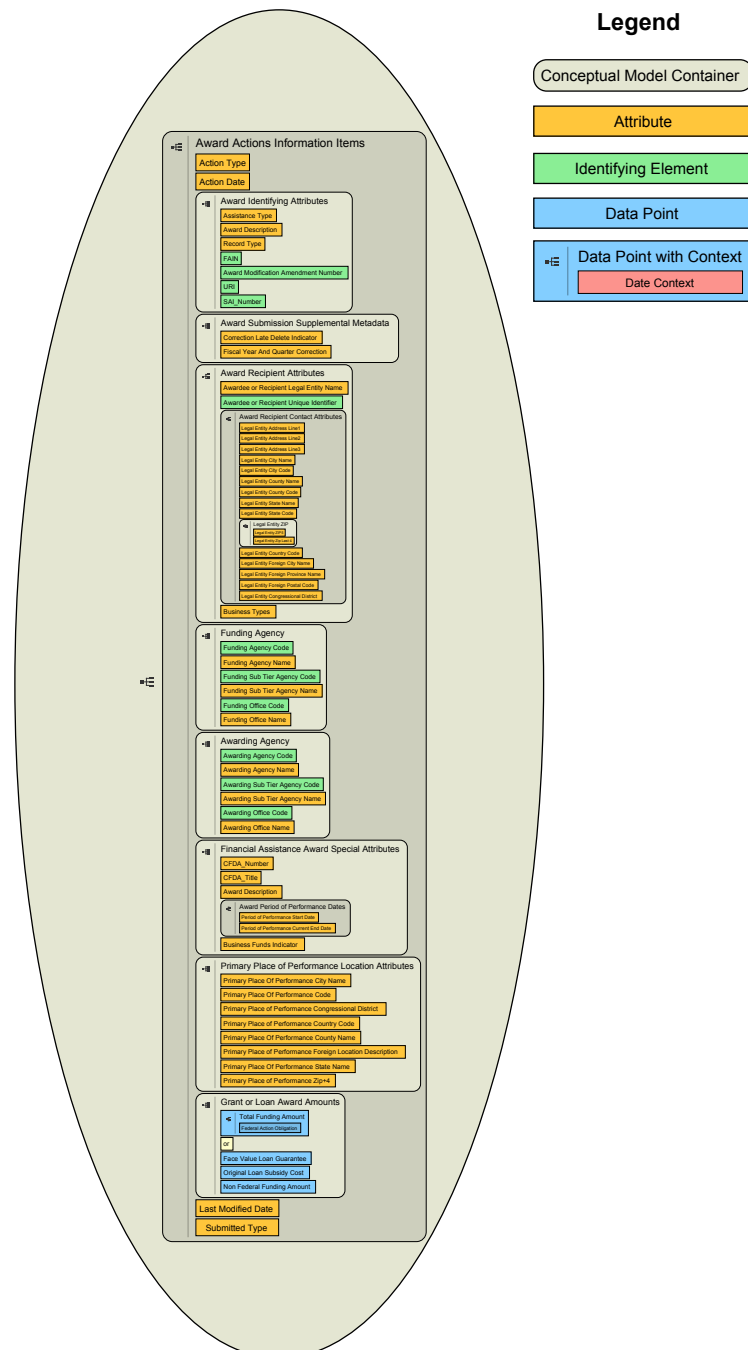 Legend
Conceptual Model Container
Attribute
Identifying Element
Data Point
Data Point with Context
Date Context
Award Actions Information Items
Action Type
Action Date
Award Identifying Attributes
Assistance Type
Award Description
Record Type
FAIN
Award Modification Amendment Number
URI
SAI_Number
Award Submission Supplemental Metadata
Correction Late Delete Indicator
Fiscal Year And Quarter Correction
Award Recipient Attributes
Awardee or Recipient Legal Entity Name
Awardee or Recipient Unique Identifier
Award Recipient Contact Attributes
Legal Entity Address Line1
Legal Entity Address Line2
Legal Entity Address Line3
Legal Entity City Name
Legal Entity City Code
Legal Entity County Name
Legal Entity County Code
Legal Entity State Name
Legal Entity State Code
Legal Entity ZIP
Legal Entity ZIP5
Legal Entity Zip Last 4
Legal Entity Country Code
Legal Entity Foreign City Name
Legal Entity Foreign Province Name
Legal Entity Foreign Postal Code
Legal Entity Congressional District
Business Types
Funding Agency
Funding Agency Code
Funding Agency Name
Funding Sub Tier Agency Code
Funding Sub Tier Agency Name
Funding Office Code
Funding Office Name
Awarding Agency
Awarding Agency Code
Awarding Agency Name
Awarding Sub Tier Agency Code
Awarding Sub Tier Agency Name
Awarding Office Code
Awarding Office Name
Financial Assistance Award Special Attributes
CFDA_Number
CFDA_Title
Award Description
Award Period of Performance Dates
Period of Performance Start Date
Period of Performance Current End Date
Business Funds Indicator
Primary Place of Performance Location Attributes
Primary Place Of Performance City Name
Primary Place Of Performance Code
Primary Place of Performance Congressional District
Primary Place of Performance Country Code
Primary Place Of Performance County Name
Primary Place of Performance Foreign Location Description
Primary Place of Performance State Name
Primary Place of Performance Zip+4
Grant or Loan Award Amounts
Total Funding Amount
Federal Action Obligation
or
Face Value Loan Guarantee
Original Loan Subsidy Cost
Non Federal Funding Amount
Last Modified Date
Submitted Type